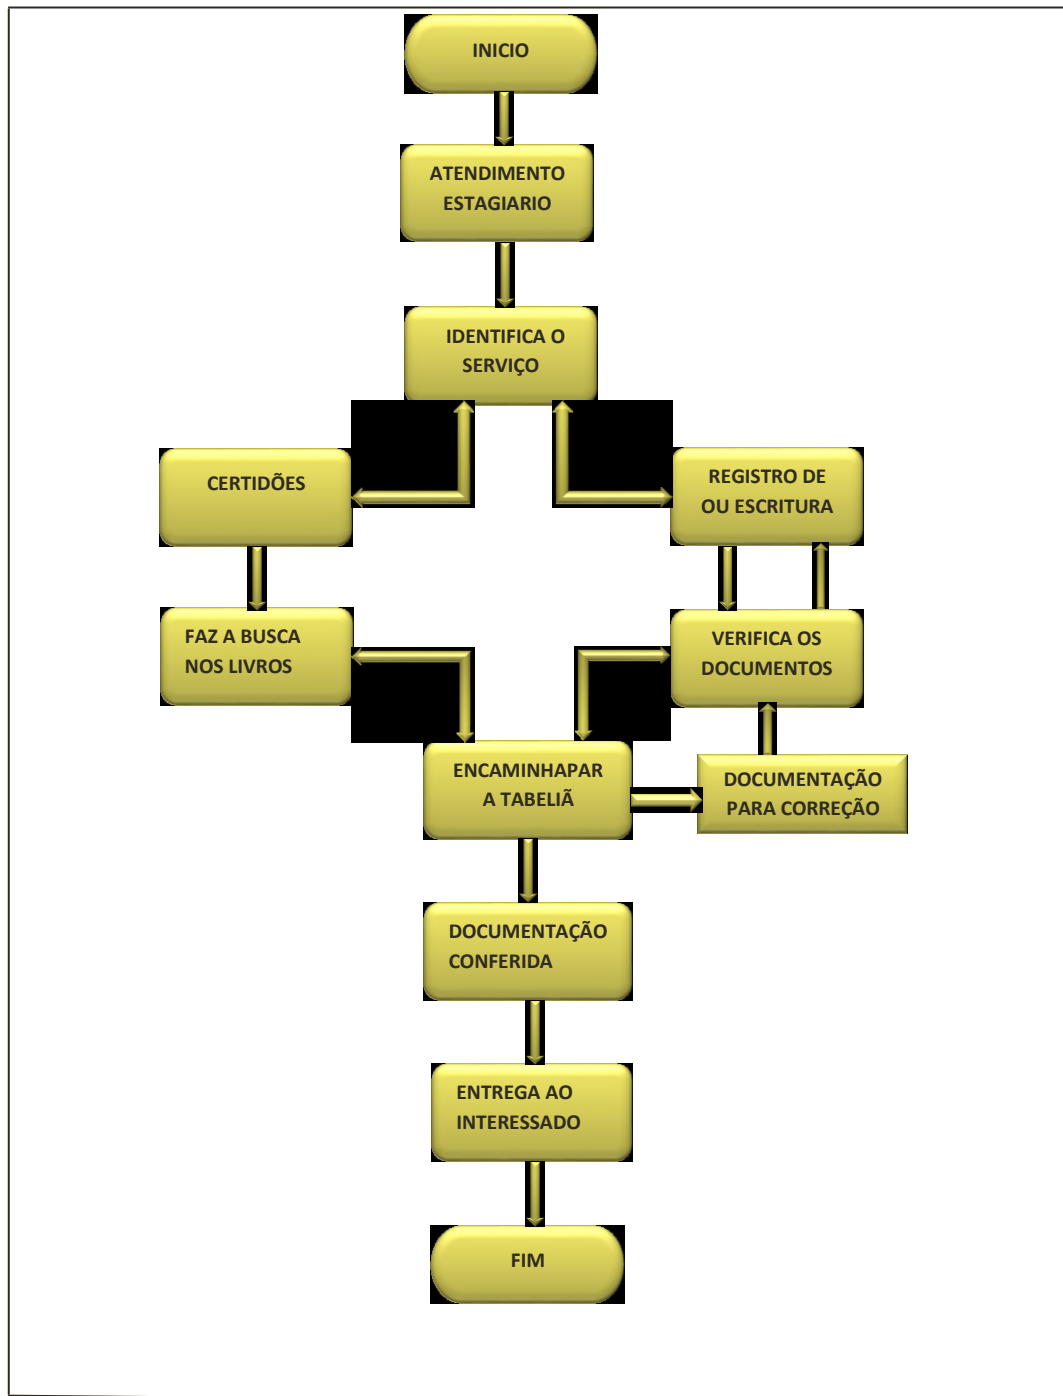 INICIO
ATENDIMENTO
ESTAGIARIO
IDENTIFICA O
SERVIÇO
CERTIDÕES
REGISTRO DE
OU ESCRITURA
FAZ A BUSCA
NOS LIVROS
VERIFICA OS
DOCUMENTOS
ENCAMINHAPAR
A TABELIÃ
DOCUMENTAÇÃO
PARA CORREÇÃO
DOCUMENTAÇÃO
CONFERIDA
ENTREGA AO
INTERESSADO
FIM